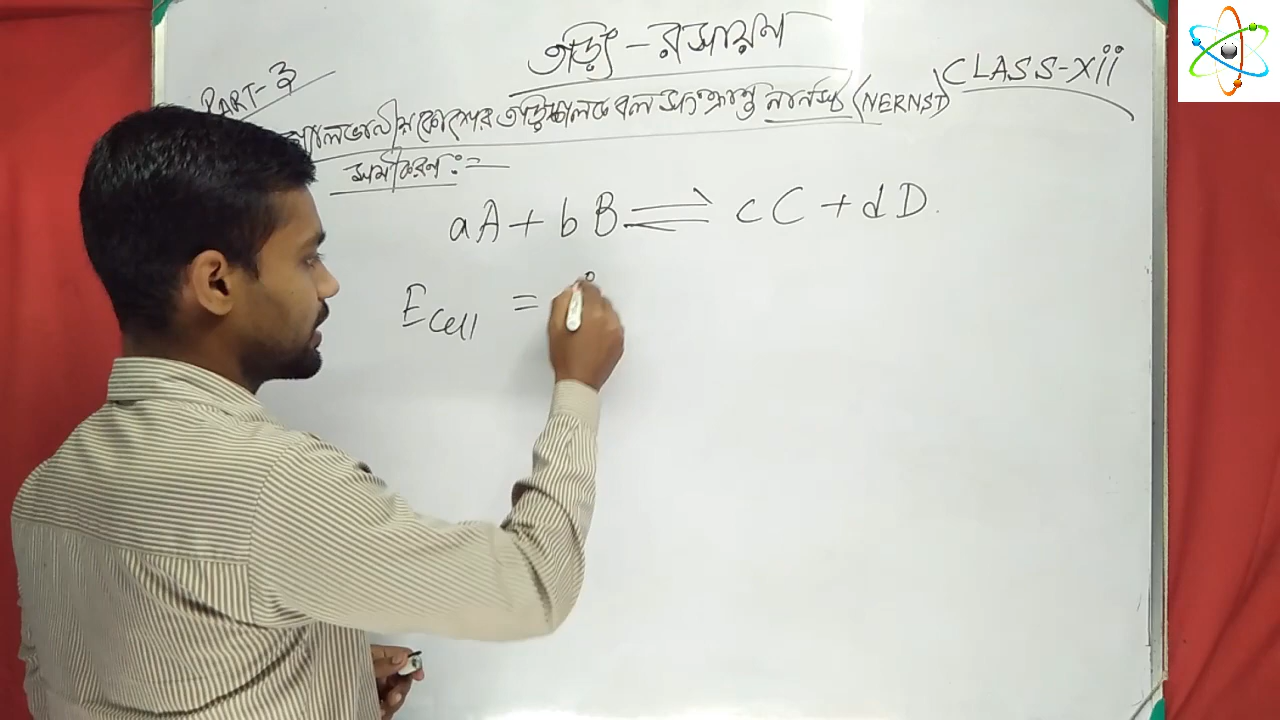 তড়িৎ-রসায়ন
CLASS-xii
PART-3
গ্যালভানীয় কোশের তড়িচ্চালক বল সংক্রান্ত নার্নস্ট (NERNST)
সমীকরণ :-
aA + bB ⇌ cC + dD
E cell =